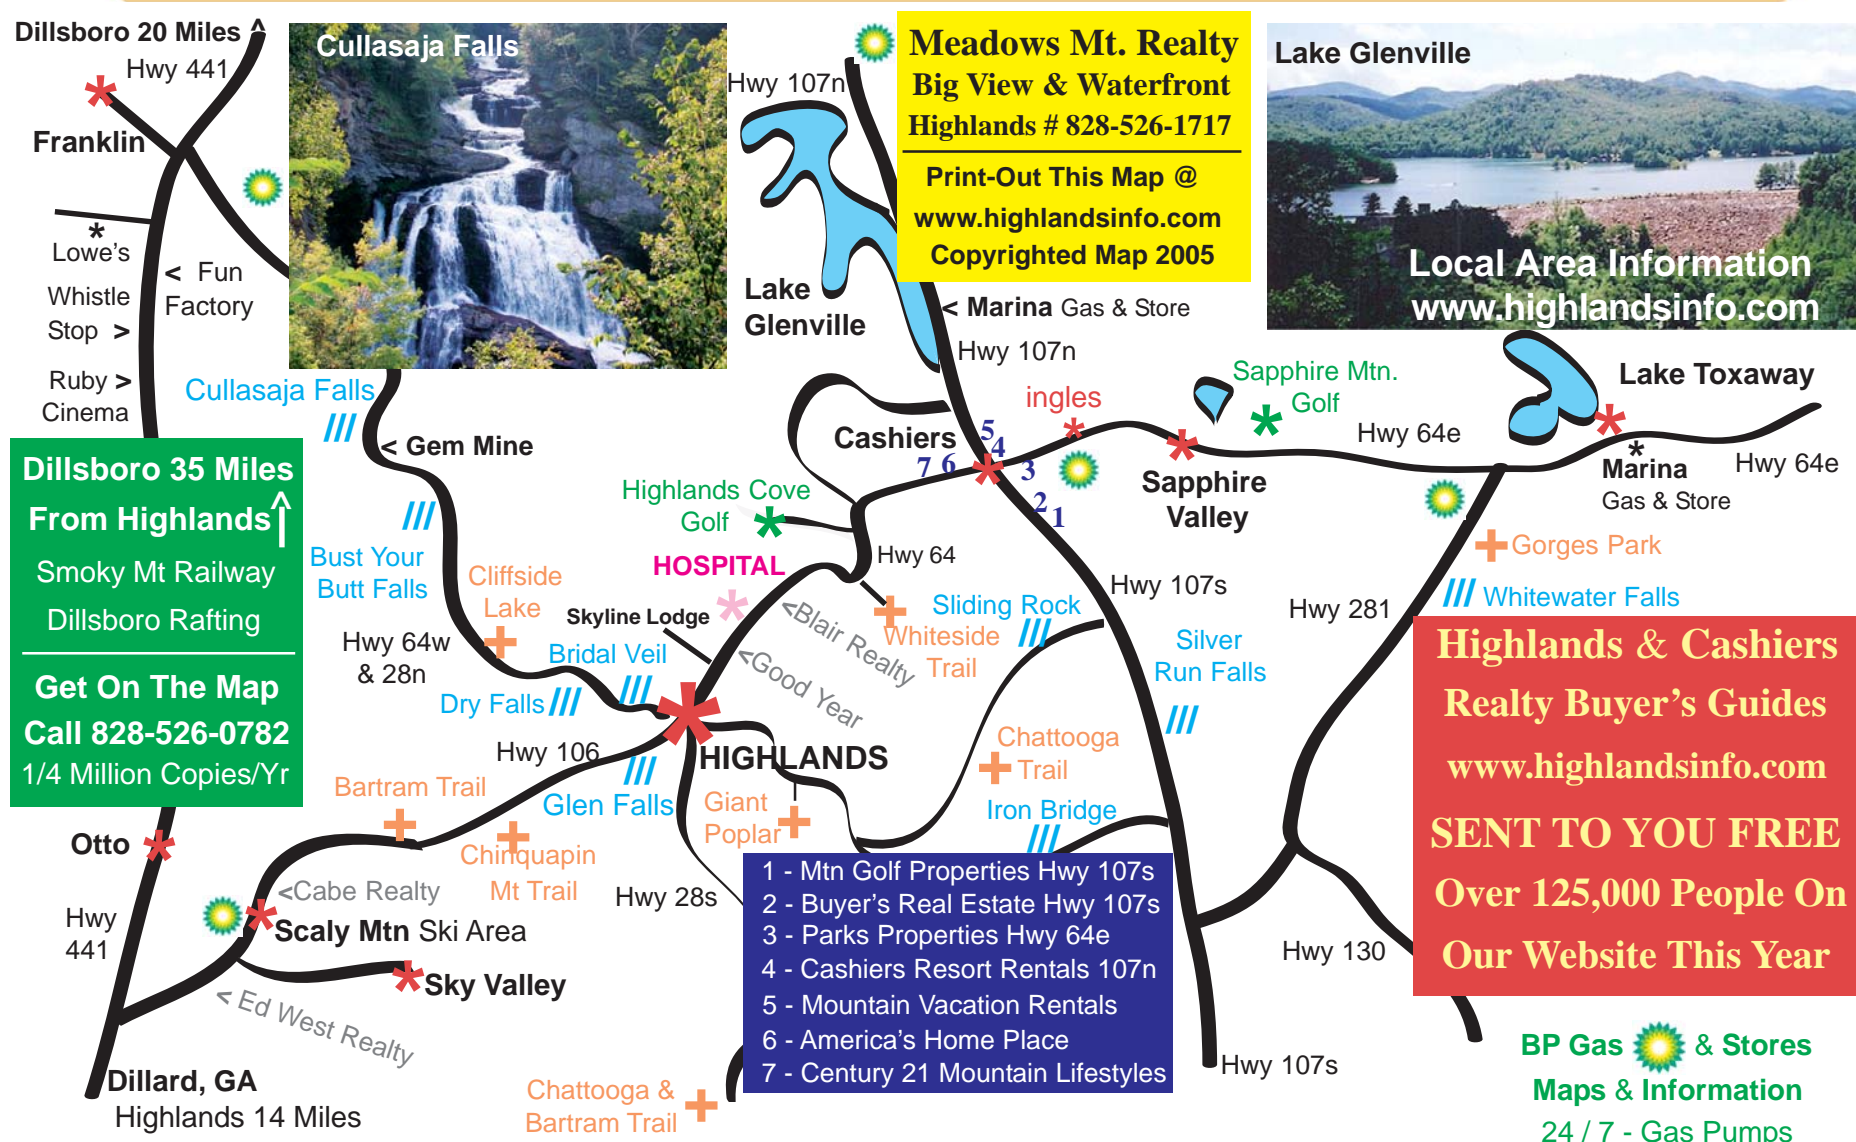 Dillsboro 20 Miles ^
Hwy 441
Franklin
Lowe's
< Fun
Factory
Whistle
Stop >
Ruby >
Cinema
Cullasaja Falls
Hwy 107n
Meadows Mt. Realty
Big View & Waterfront
Highlands # 828-526-1717
Print-Out This Map @
www.highlandsinfo.com
Copyrighted Map 2005
Lake Glenville
Local Area Information
www.highlandsinfo.com
Lake
Glenville
< Marina Gas & Store
Hwy 107n
Cullasaja Falls
< Gem Mine
Dillsboro 35 Miles
From Highlands
Smoky Mt Railway
Dillsboro Rafting
Get On The Map
Call 828-526-0782
1/4 Million Copies/Yr
Bust Your
Butt Falls
Cliffside
Lake
Hwy 64w
& 28n
Bridal Veil
Dry Falls
Skyline Lodge
HOSPITAL
Highlands Cove
Golf
Cashiers
5
4
7 6
3
2
1
ingles
Sapphire Mtn.
Golf
Sapphire
Valley
Hwy 64e
Lake Toxaway
Marina
Gas & Store
Hwy 64e
Gorges Park
Whitewater Falls
Hwy 281
Hwy 64
<Blair Realty
<Good Year
Whiteside
Trail
Sliding Rock
Hwy 107s
Silver
Run Falls
HIGHLANDS
Hwy 106
Glen Falls
Giant
Poplar
Chattooga
Trail
Iron Bridge
Bartram Trail
Chinquapin
Mt Trail
Hwy 28s
Otto
<Cabe Realty
Scaly Mtn Ski Area
Hwy
441
Sky Valley
< Ed West Realty
Dillard, GA
Highlands 14 Miles
Chattooga &
Bartram Trail
1 - Mtn Golf Properties Hwy 107s
2 - Buyer's Real Estate Hwy 107s
3 - Parks Properties Hwy 64e
4 - Cashiers Resort Rentals 107n
5 - Mountain Vacation Rentals
6 - America's Home Place
7 - Century 21 Mountain Lifestyles
Hwy 107s
Hwy 130
Highlands & Cashiers
Realty Buyer's Guides
www.highlandsinfo.com
SENT TO YOU FREE
Over 125,000 People On
Our Website This Year
BP Gas & Stores
Maps & Information
24 / 7 - Gas Pumps